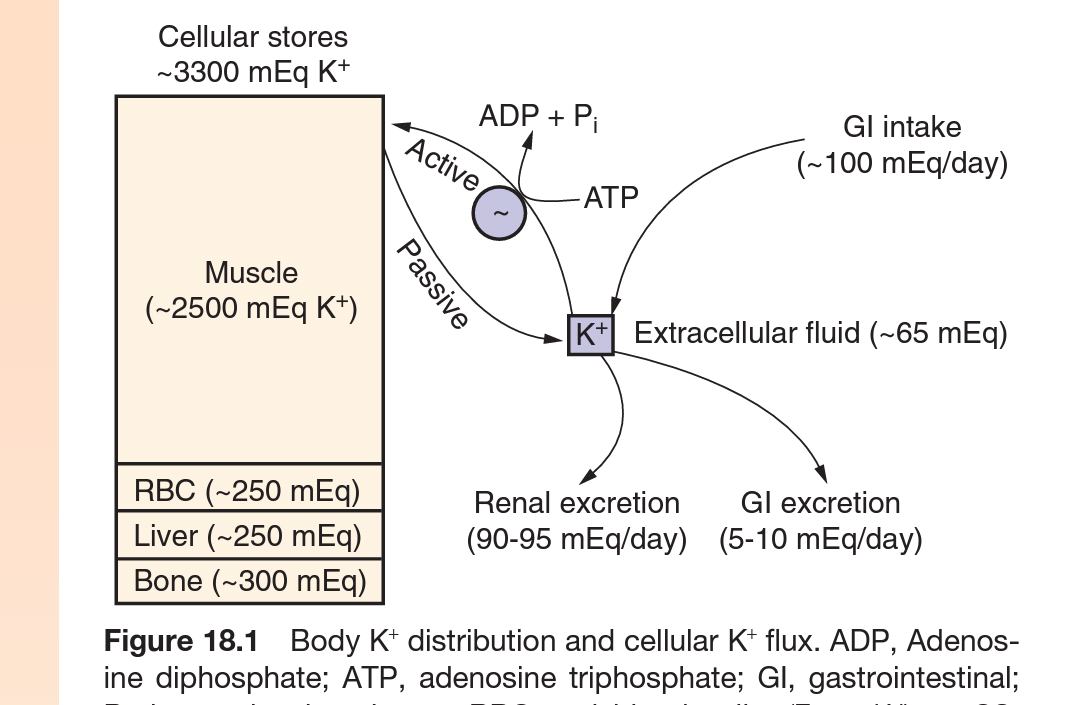 Cellular stores
~3300 mEq K+
ADP + Pi
GI intake
(~100 mEq/day)
Active
ATP
~
Muscle
(~2500 mEq K+)
Passive
K+
Extracellular fluid (~65 mEq)
RBC (~250 mEq)
Liver (~250 mEq)
Bone (~300 mEq)
Renal excretion
(90-95 mEq/day)
GI excretion
(5-10 mEq/day)
Figure 18.1 Body K+ distribution and cellular K+ flux. ADP, Adenos-
ine diphosphate; ATP, adenosine triphosphate; GI, gastrointestinal;